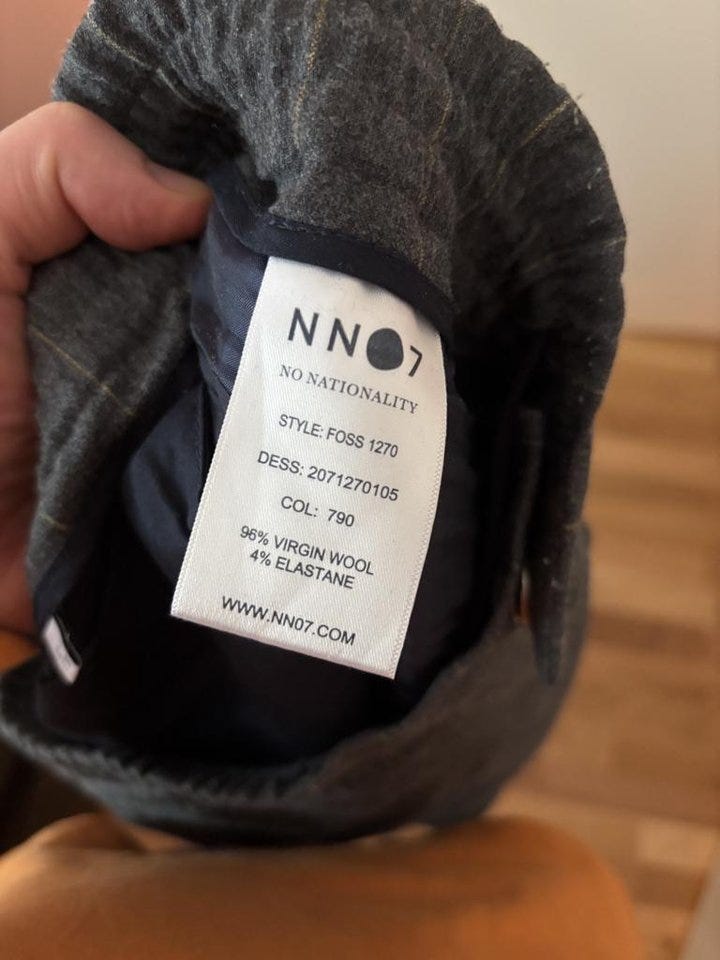 NN07
NO NATIONALITY
STYLE: FOSS 1270
DESS: 2071270105
COL: 790
96% VIRGIN WOOL
4% ELASTANE
WWW.NN07.COM